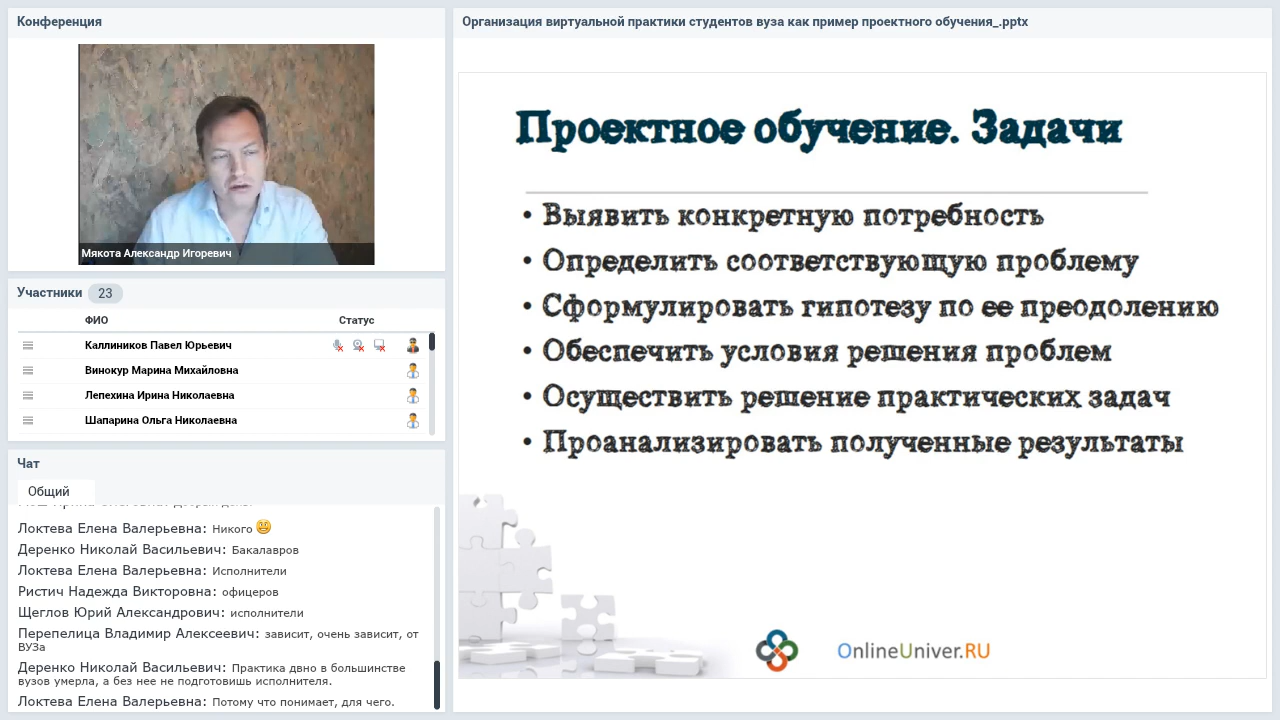 Конференция
Мякота Александр Игоревич
Участники 23
ФИО Статус
Каллиников Павел Юрьевич
Винокур Марина Михайловна
Лепехина Ирина Николаевна
Шапарина Ольга Николаевна
Чат
Общий
Локтева Елена Валерьевна: Никого
Деренко Николай Васильевич: Бакалавров
Локтева Елена Валерьевна: Исполнители
Ристич Надежда Викторовна: офицеров
Щеглов Юрий Александрович: исполнители
Перепелица Владимир Алексеевич: зависит, очень зависит, от
ВУЗа
Деренко Николай Васильевич: Практика двно в большинстве
вузов умерла, а без нее не подготовишь исполнителя.
Локтева Елена Валерьевна: Потому что понимает, для чего.
Организация виртуальной практики студентов вуза как пример проектного обучения_.pptx
Проектное обучение. Задачи
• Выявить конкретную потребность
• Определить соответствующую проблему
• Сформулировать гипотезу по ее преодолению
• Обеспечить условия решения проблем
• Осуществить решение практических задач
• Проанализировать полученные результаты
OnlineUniver.RU